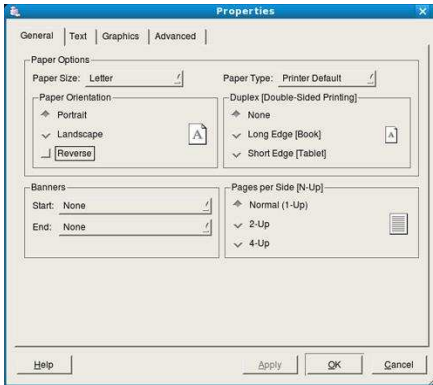 Properties
General Text Graphics Advanced
Paper Options
Paper Size: Letter Paper Type: Printer Default
Paper Orientation
Portrait
Landscape
Reverse
A
Duplex [Double-Sided Printing]
None
Long Edge [Book]
Short Edge [Tablet]
A
Banners
Start: None
End: None
Pages per Side [N-Up]
Normal (1-Up)
2-Up
4-Up
Help Apply OK Cancel